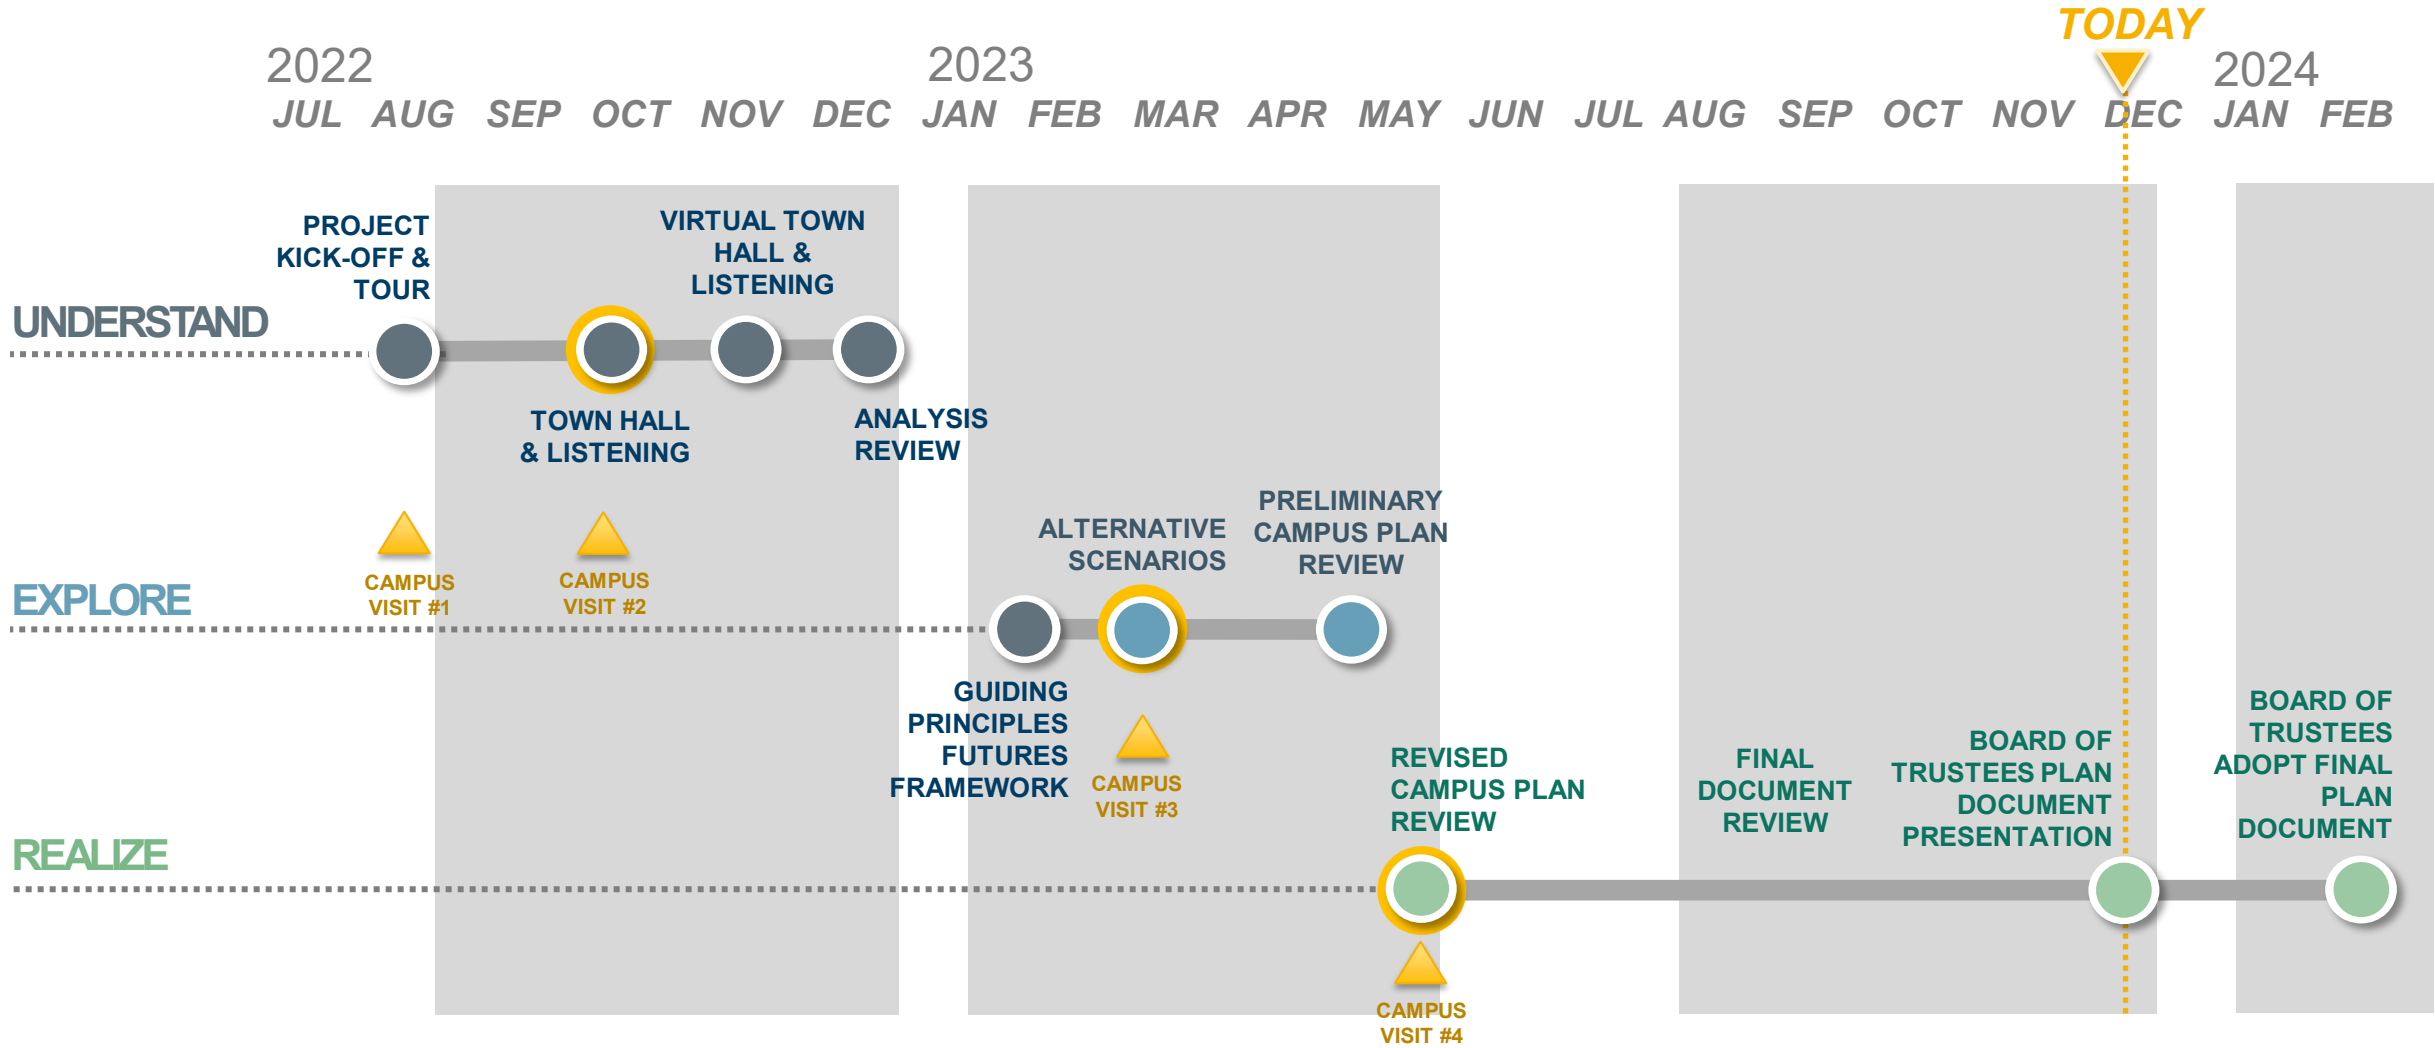 TODAY
2022 2023 2024
JUL AUG SEP OCT NOV DEC JAN FEB MAR APR MAY JUN JUL AUG SEP OCT NOV DEC JAN FEB
UNDERSTAND
PROJECT
KICK-OFF &
TOUR
TOWN HALL
& LISTENING
VIRTUAL TOWN
HALL &
LISTENING
ANALYSIS
REVIEW
CAMPUS
VISIT #1
CAMPUS
VISIT #2
EXPLORE
GUIDING
PRINCIPLES
FUTURES
FRAMEWORK
ALTERNATIVE
SCENARIOS
PRELIMINARY
CAMPUS PLAN
REVIEW
CAMPUS
VISIT #3
REALIZE
REVISED
CAMPUS PLAN
REVIEW
FINAL
DOCUMENT
REVIEW
BOARD OF
TRUSTEES PLAN
DOCUMENT
PRESENTATION
BOARD OF
TRUSTEES
ADOPT FINAL
PLAN
DOCUMENT
CAMPUS
VISIT #4